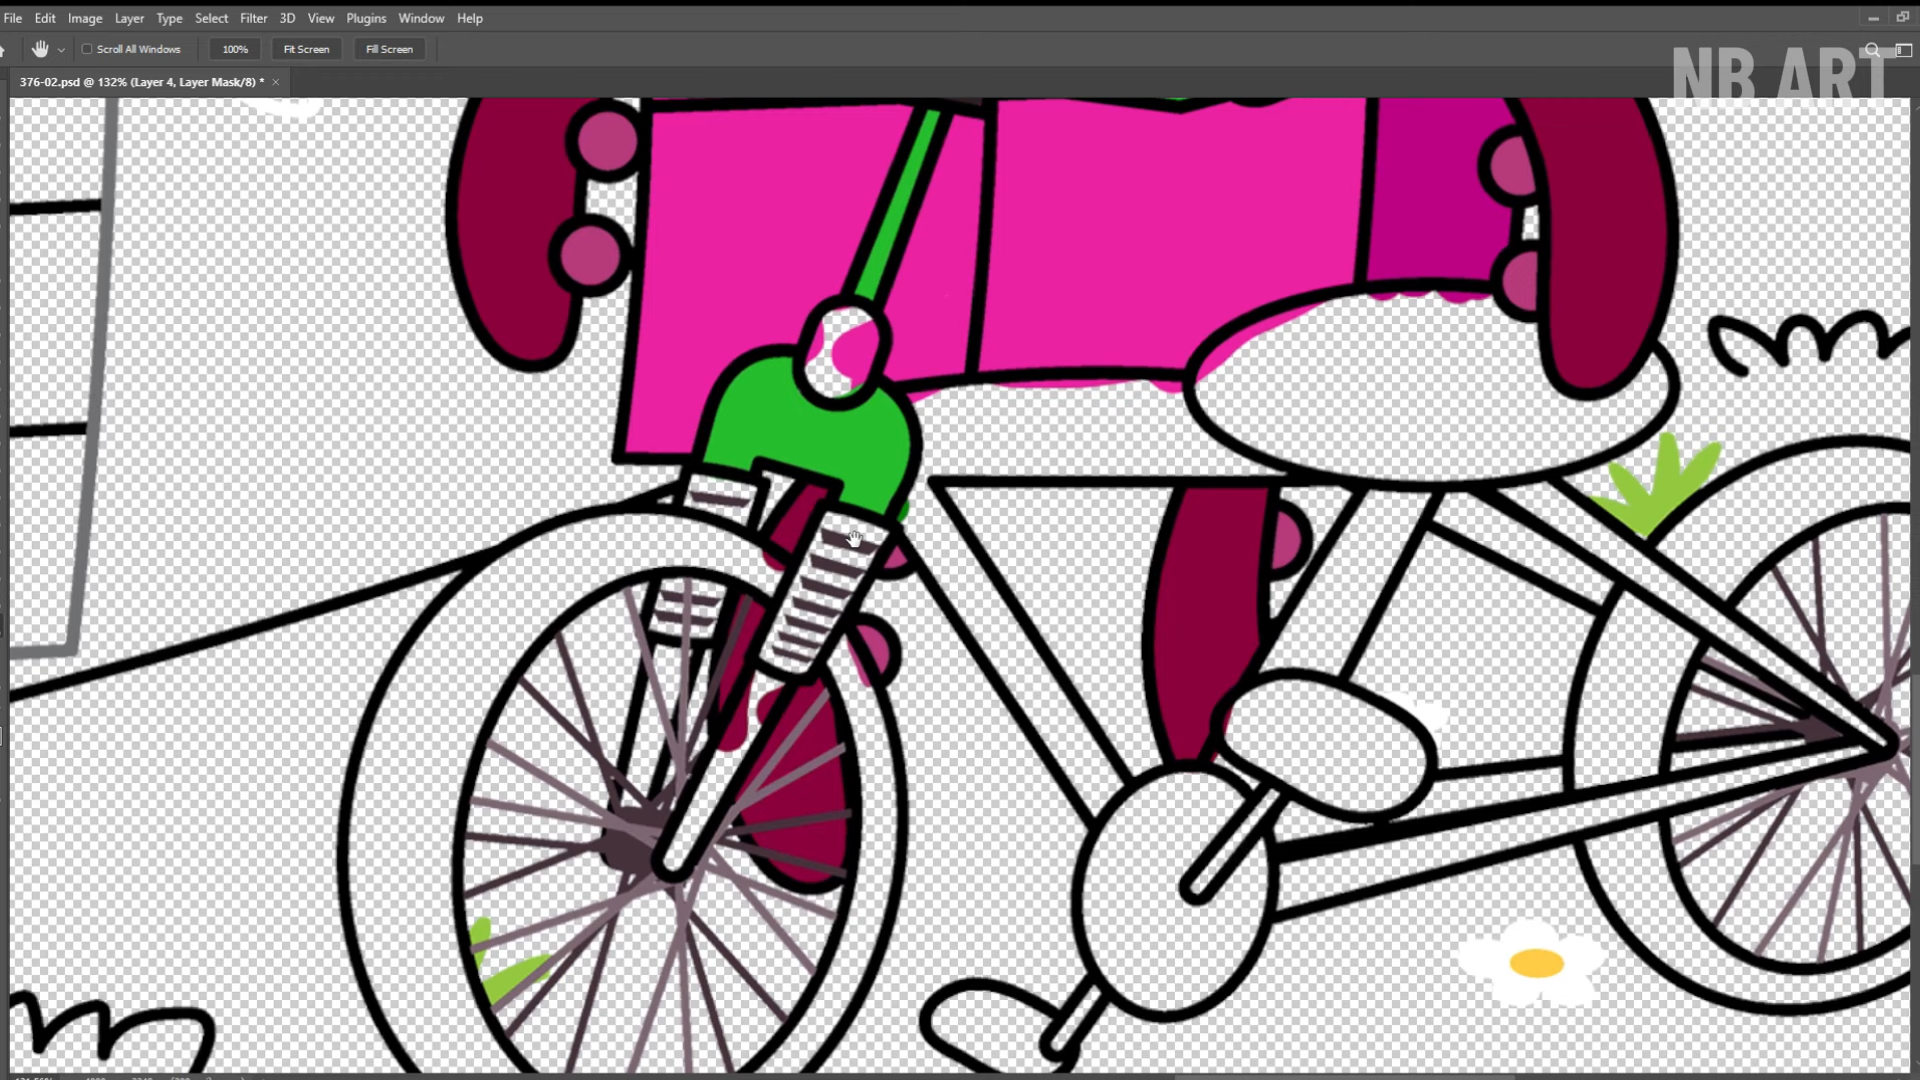 File Edit Image Layer Type Select Filter 3D View Plugins Window Help
Scroll All Windows 100% Fit Screen Fill Screen
NB ART
376-02.psd @ 132% (Layer 4, Layer Mask/8) *